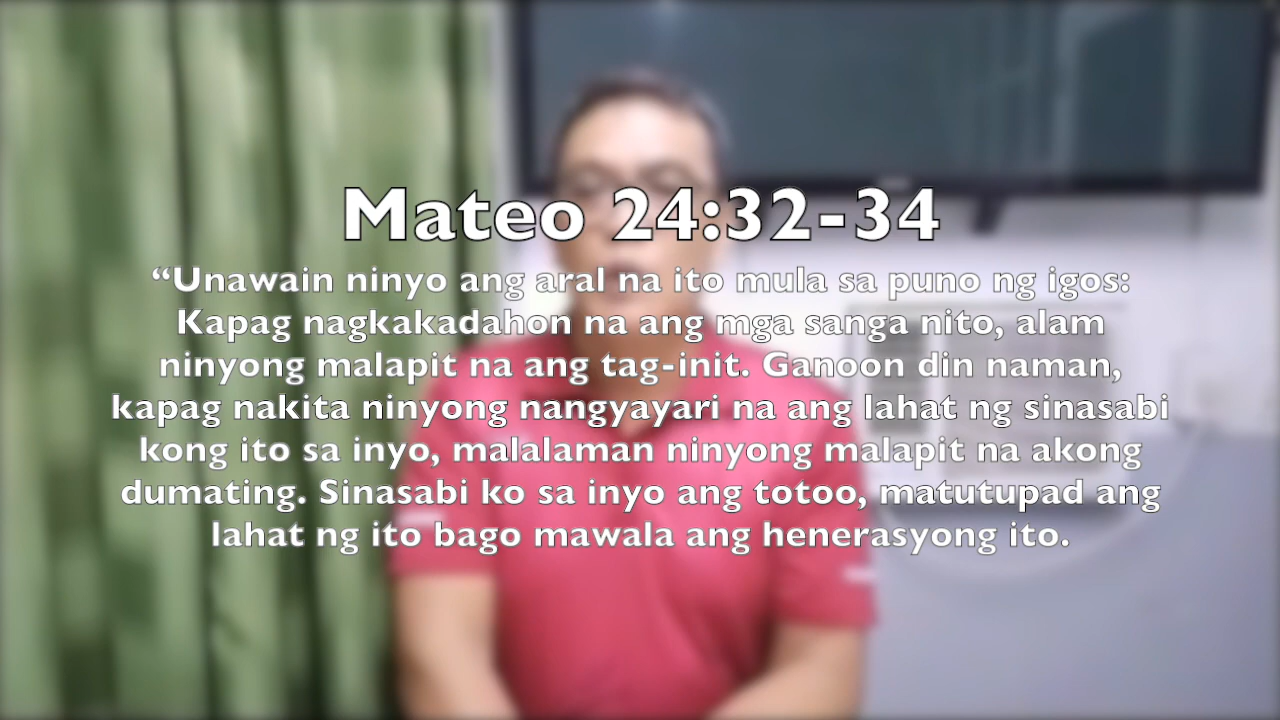 Mateo 24:32-34
“Unawain ninyo ang aral na ito mula sa puno ng igos:
Kapag nagkakadahon na ang mga sanga nito, alam
ninyong malapit na ang tag-init. Ganoon din naman,
kapag nakita ninyong nangyayari na ang lahat ng sinasabi
kong ito sa inyo, malalaman ninyong malapit na akong
dumating. Sinasabi ko sa inyo ang totoo, matutupad ang
lahat ng ito bago mawala ang henerasyong ito.